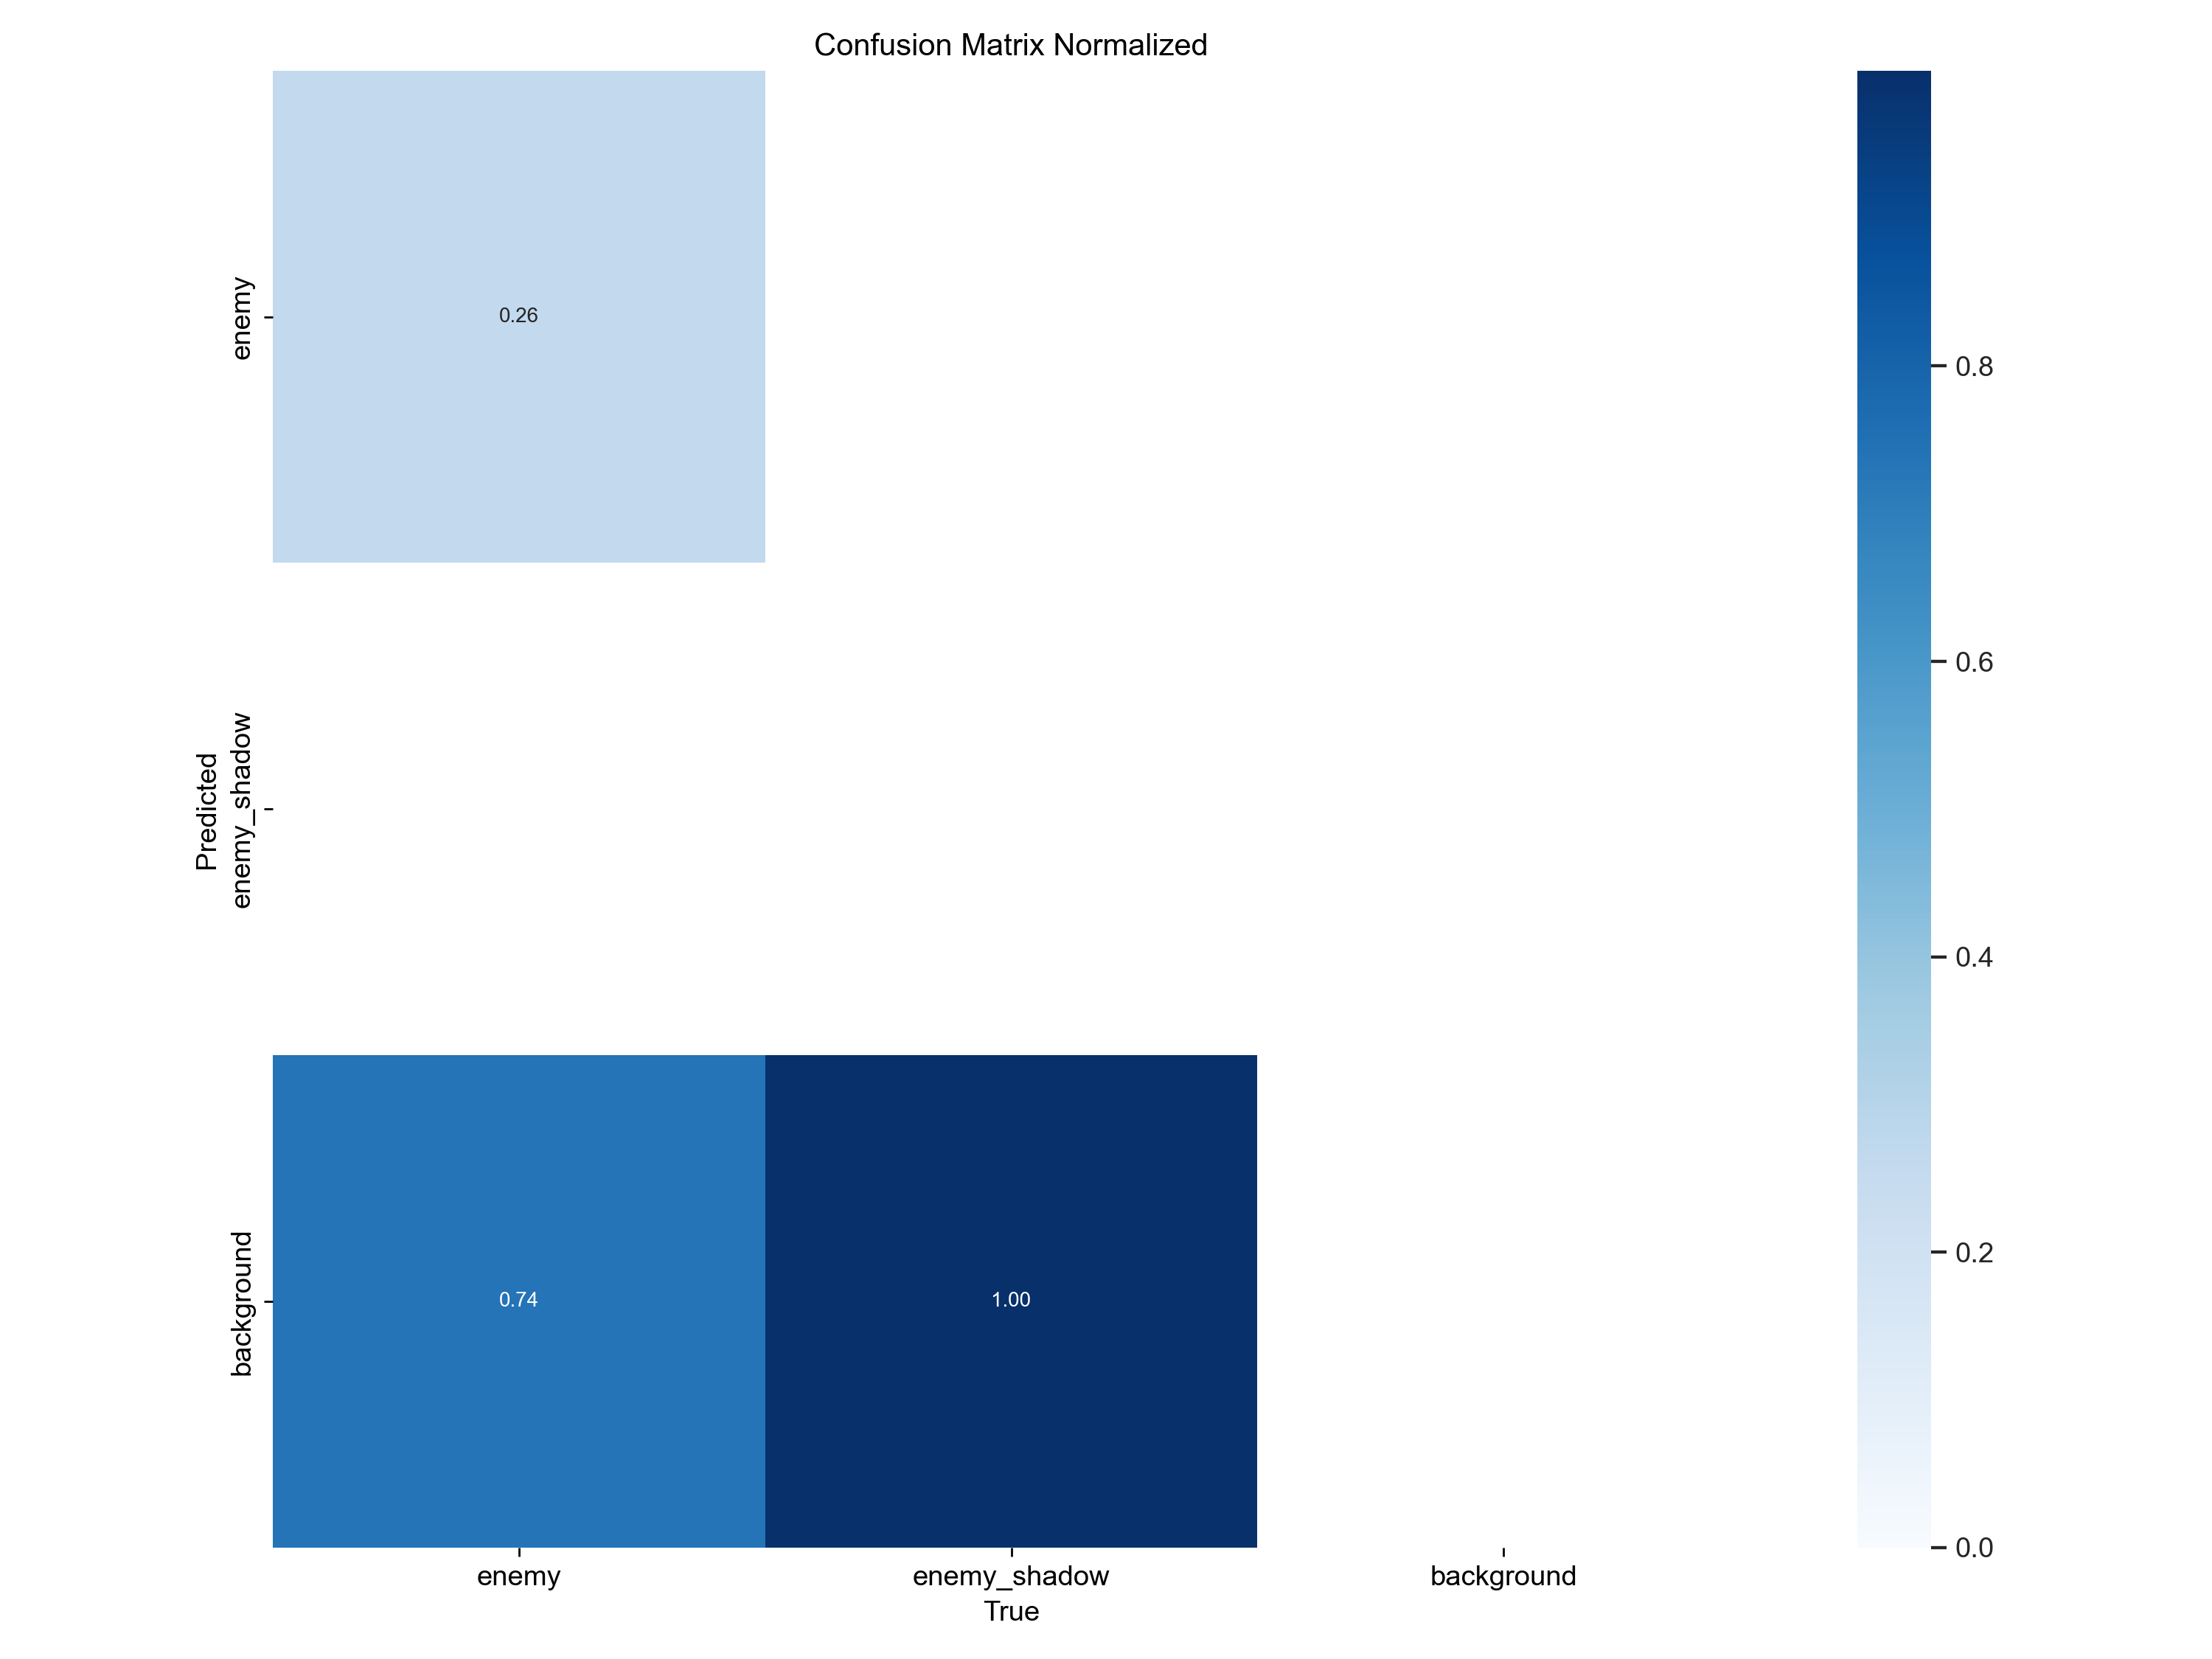 Confusion Matrix Normalized
Predicted
enemy
0.26
enemy_shadow
background
0.74
1.00
enemy
enemy_shadow
background
True
0.8
0.6
0.4
0.2
0.0